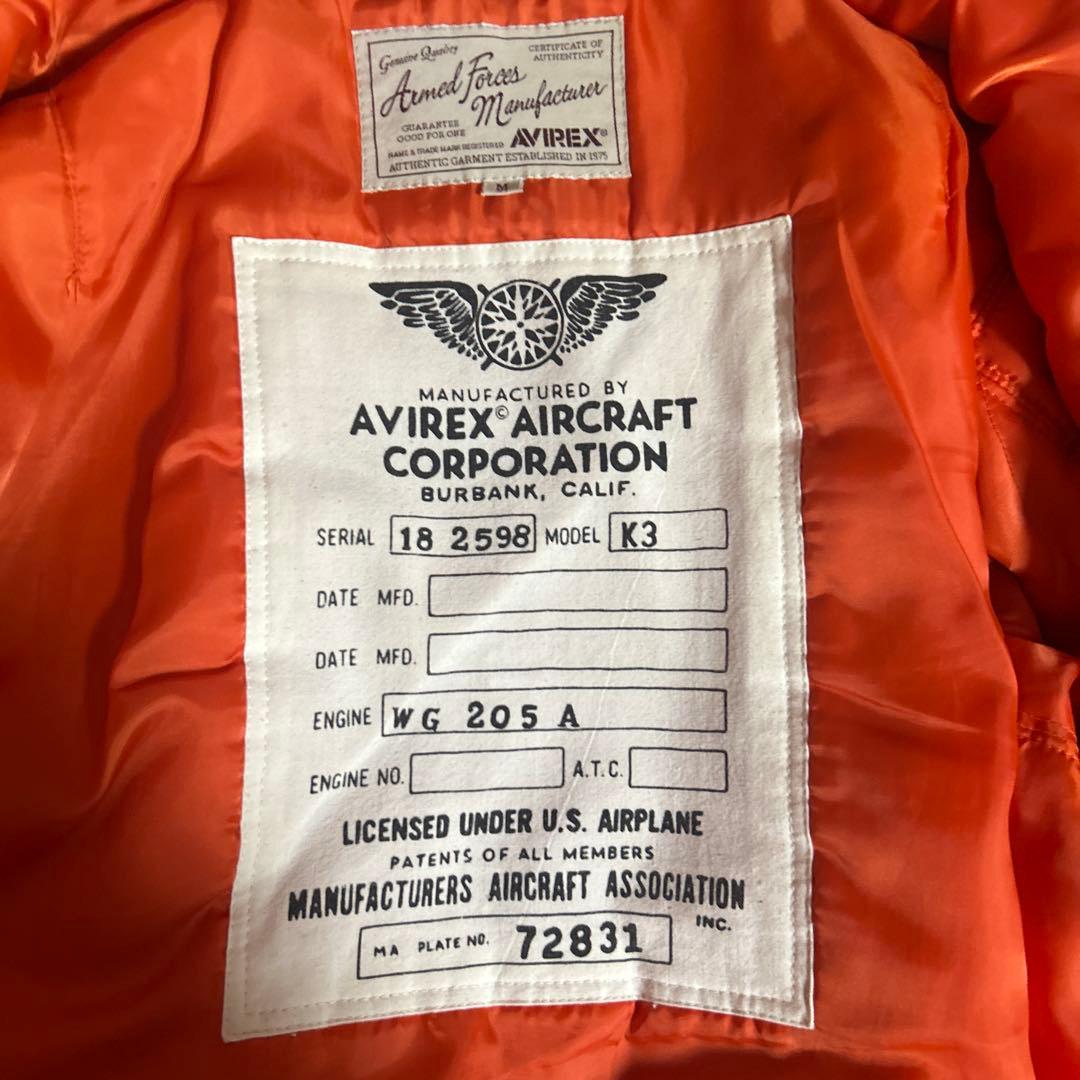 Genuine Quality
CERTIFICATE OF
AUTHENTICITY
Armed Forces
Manufacturer
GUARANTEE
GOOD FOR ONE
NAME & TRADE MARK REGISTERED
AVIREX®
AUTHENTIC GARMENT ESTABLISHED IN 1975
M
MANUFACTURED BY
AVIREX© AIRCRAFT
CORPORATION
BURBANK, CALIF.
SERIAL 18 2598 MODEL K3
DATE MFD.
DATE MFD.
ENGINE WG 205 A
ENGINE NO. A.T.C.
LICENSED UNDER U.S. AIRPLANE
PATENTS OF ALL MEMBERS
MANUFACTURERS AIRCRAFT ASSOCIATION
INC.
MA PLATE NO. 72831